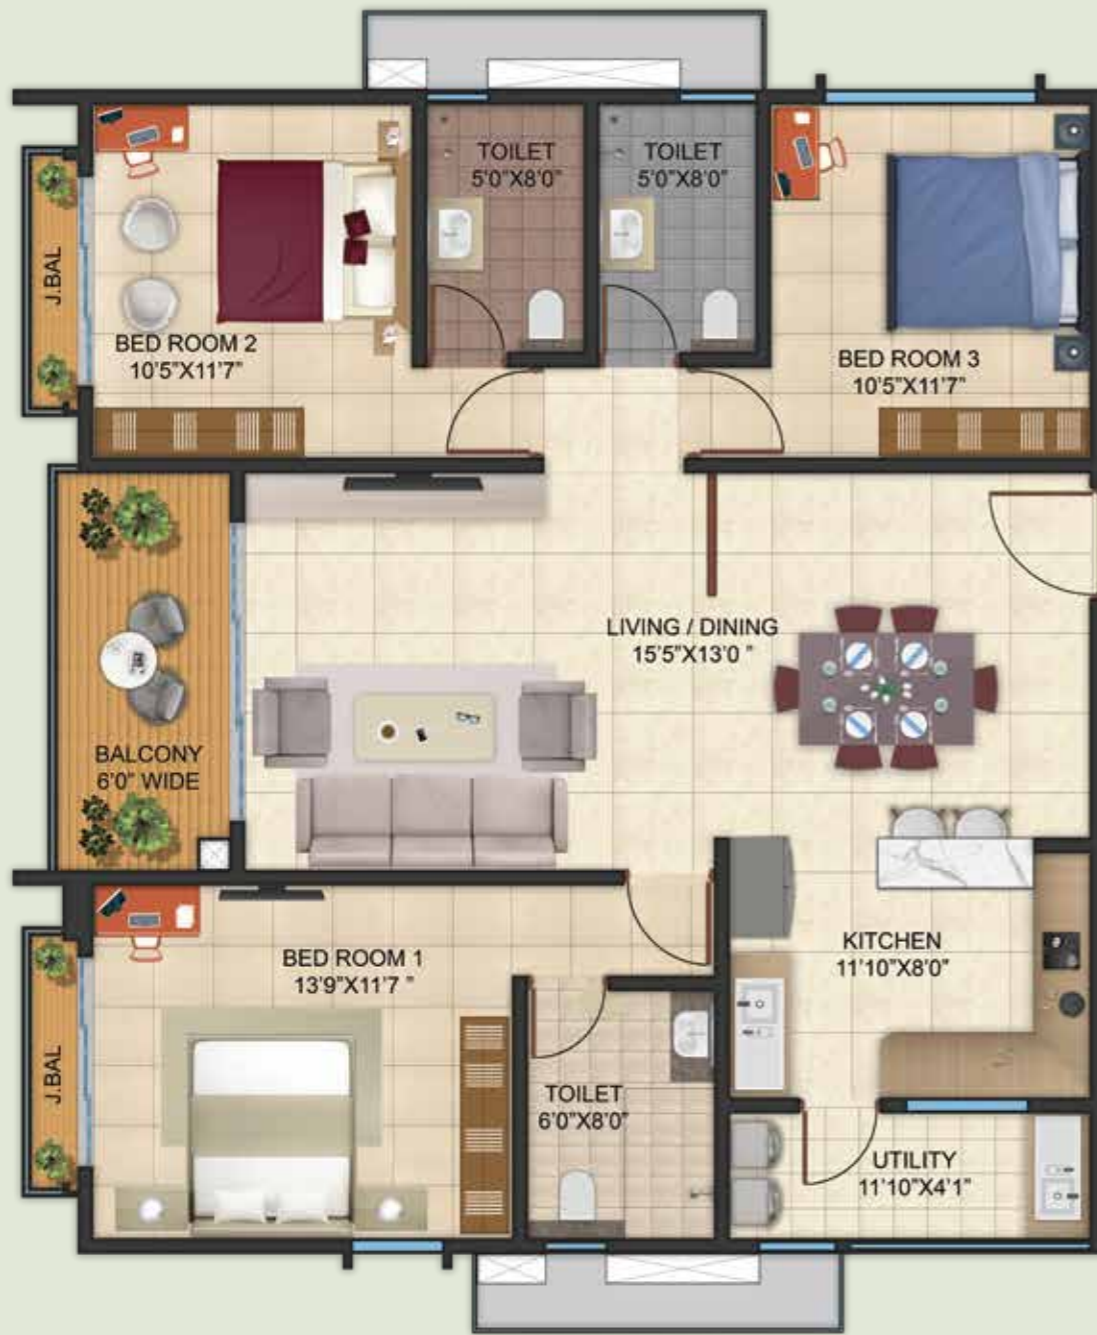 TOILET
5'0"X8'0"
TOILET
5'0"X8'0"
J.BAL
BED ROOM 2
10'5"X11'7"
BED ROOM 3
10'5"X11'7"
LIVING / DINING
15'5"X13'0 "
BALCONY
6'0" WIDE
BED ROOM 1
13'9"X11'7 "
KITCHEN
11'10"X8'0"
J.BAL
TOILET
6'0"X8'0"
UTILITY
11'10"X4'1"